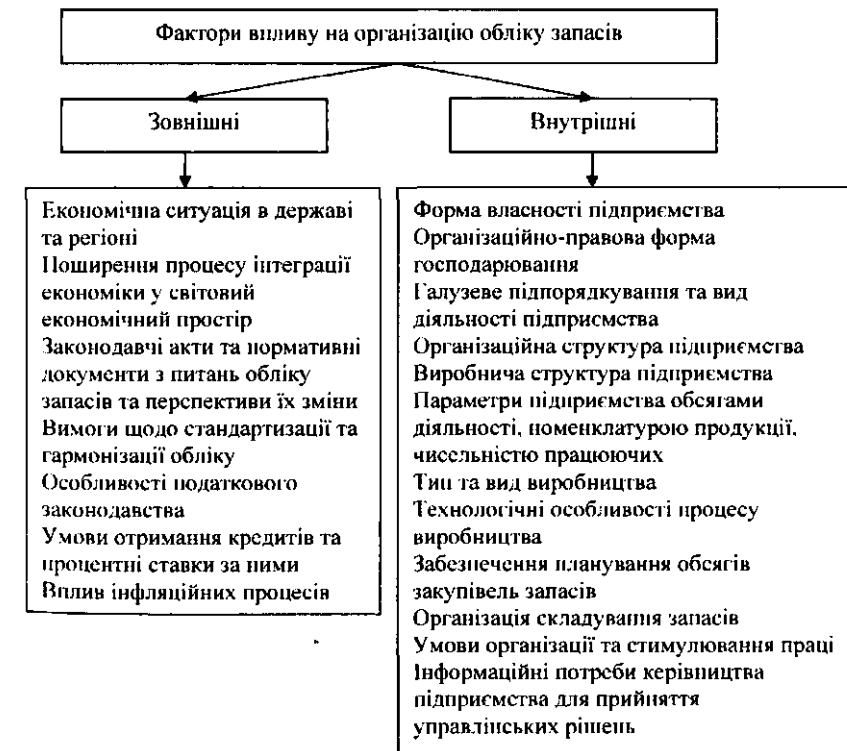 Фактори впливу на організацію обліку запасів
Зовнішні
Внутрішні
Економічна ситуація в державі
та регіоні
Поширення процесу інтеграції
економіки у світовий
економічний простір
Законодавчі акти та нормативні
документи з питань обліку
запасів та перспективи їх зміни
Вимоги щодо стандартизації та
гармонізації обліку
Особливості податкового
законодавства
Умови отримання кредитів та
процентні ставки за ними
Вплив інфляційних процесів
Форма власності підприємства
Організаційно-правова форма
господарювання
Галузеве підпорядкування та вид
діяльності підприємства
Організаційна структура підприємства
Виробнича структура підприємства
Параметри підприємства обсягами
діяльності, номенклатурою продукції,
чисельністю працюючих
Тип та вид виробництва
Технологічні особливості процесу
виробництва
Забезпечення планування обсягів
закупівель запасів
Організація складування запасів
Умови організації та стимулювання праці
Інформаційні потреби керівництва
підприємства для прийняття
управлінських рішень